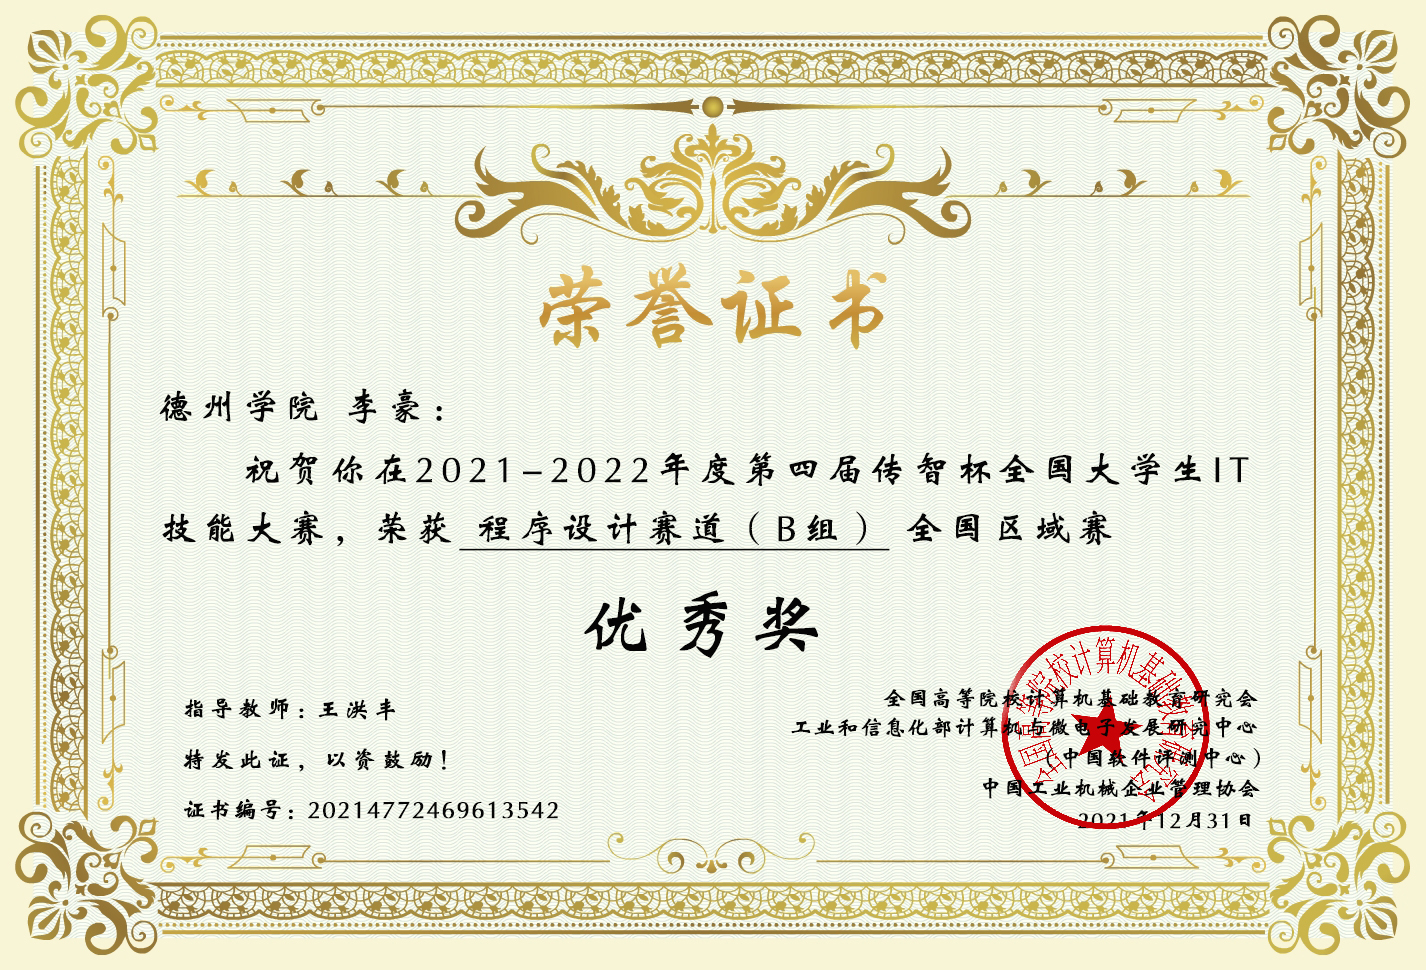 荣誉证书
德州学院 李豪：
祝贺你在2021-2022年度第四届传智杯全国大学生IT
技能大赛，荣获 程序设计赛道（B组） 全国区域赛
优秀奖
指导教师：王洪丰
特发此证，以资鼓励！
证书编号：20214772469613542
全国高等院校计算机基础教育研究会
工业和信息化部计算机与微电子发展研究中心
（中国软件评测中心）
中国工业机械企业管理协会
2021年12月31日
全国高等院校计算机基础教育研究会